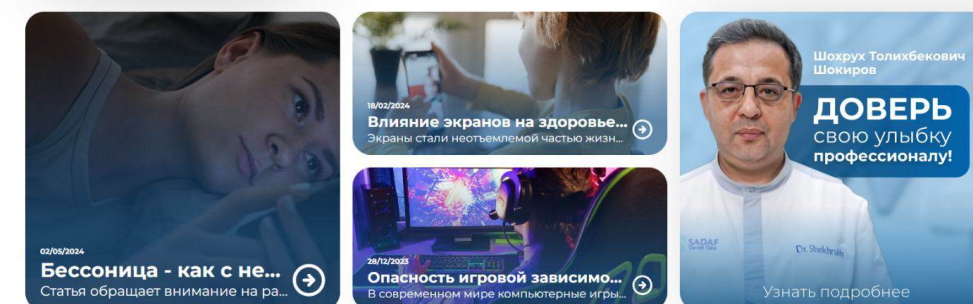 02/05/2024
Бессоница - как с не...
Статья обращает внимание на ра...
18/02/2024
Влияние экранов на здоровье...
Экраны стали неотъемлемой частью жизн...
28/12/2023
Опасность игровой зависимо...
В современном мире компьютерные игры...
Шохрух Толихбекович
Шокиров
ДОВЕРЬ
свою улыбку
профессионалу!
SADAF
Dr. Shokhrukh
Узнать подробнее